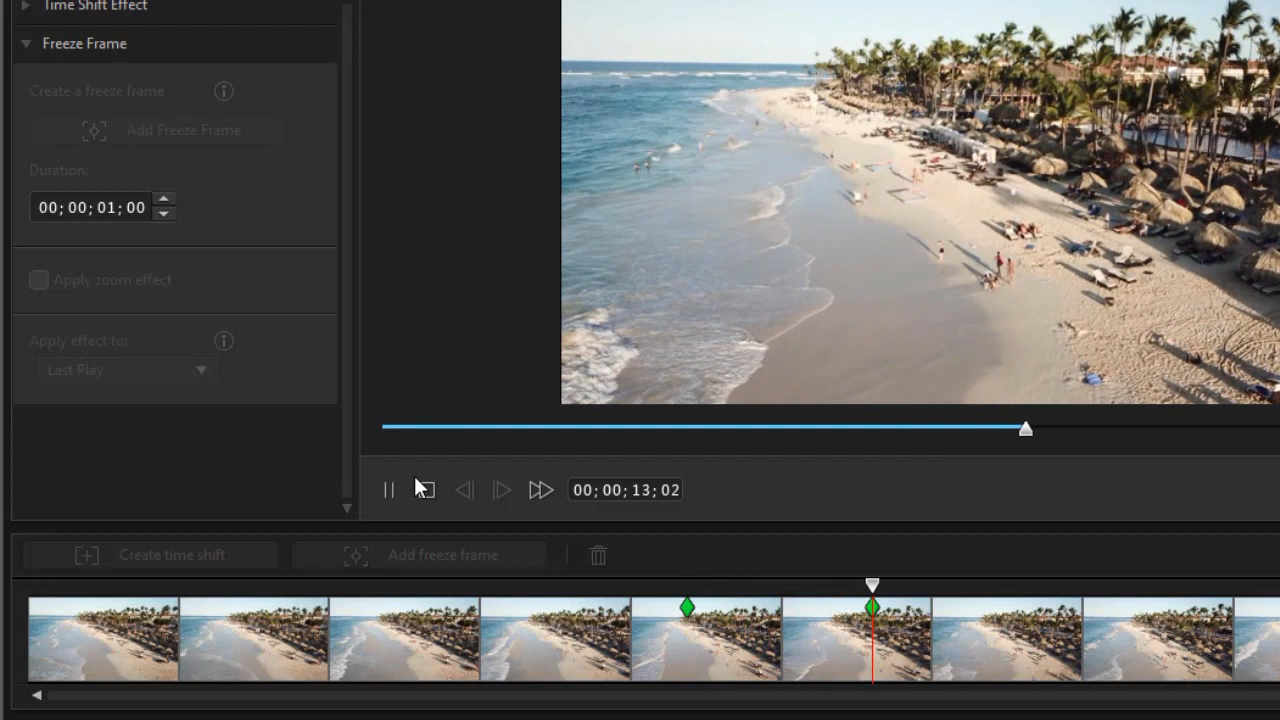 Time Shift Effect
Freeze Frame
Create a freeze frame
Add Freeze Frame
Duration:
00; 00; 01; 00
Apply zoom effect
Apply effect to:
Last Play
00; 00; 13; 02
Create time shift
Add freeze frame